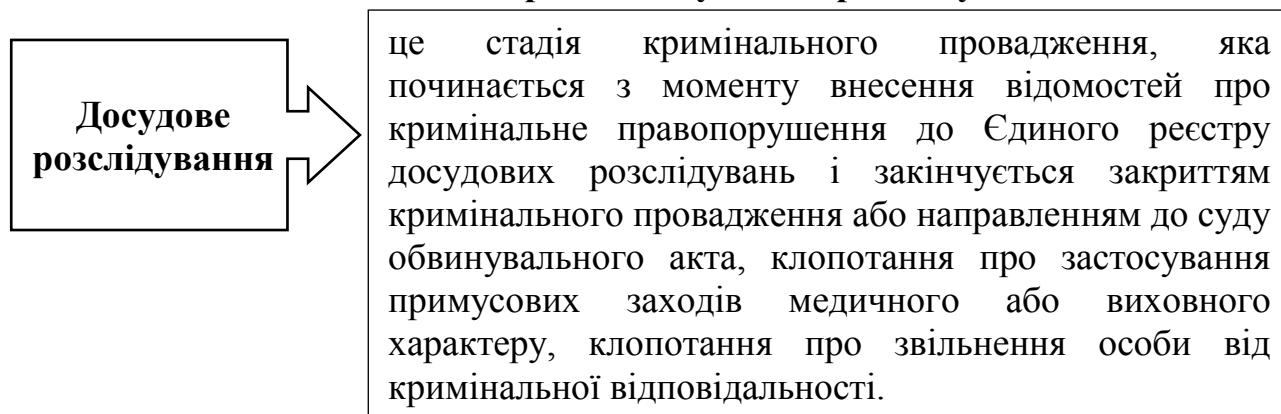 Досудове
розслідування
це стадія кримінального провадження, яка
починається з моменту внесення відомостей про
кримінальне правопорушення до Єдиного реєстру
досудових розслідувань і закінчується закриттям
кримінального провадження або направленням до суду
обвинувального акта, клопотання про застосування
примусових заходів медичного або виховного
характеру, клопотання про звільнення особи від
кримінальної відповідальності.